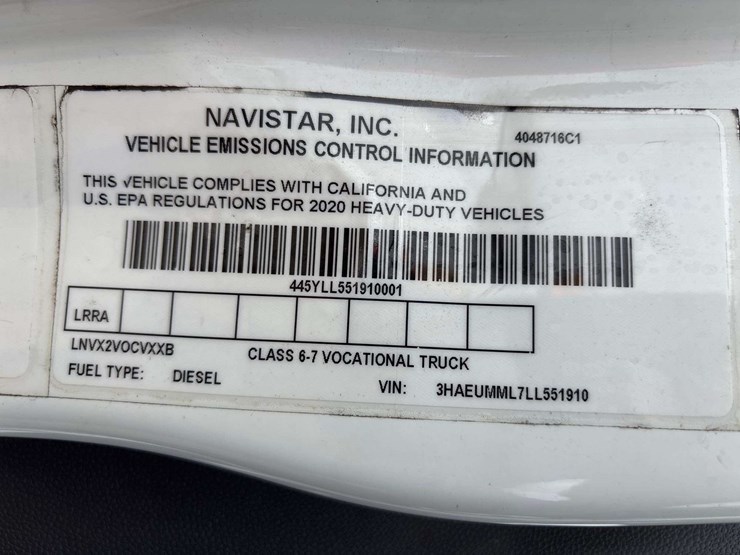 NAVISTAR, INC.
4048716C1
VEHICLE EMISSIONS CONTROL INFORMATION
THIS VEHICLE COMPLIES WITH CALIFORNIA AND
U.S. EPA REGULATIONS FOR 2020 HEAVY-DUTY VEHICLES
445YLL551910001
LRRA
LNVX2VOCVXXB
CLASS 6-7 VOCATIONAL TRUCK
FUEL TYPE: DIESEL
VIN: 3HAEUMML7LL551910